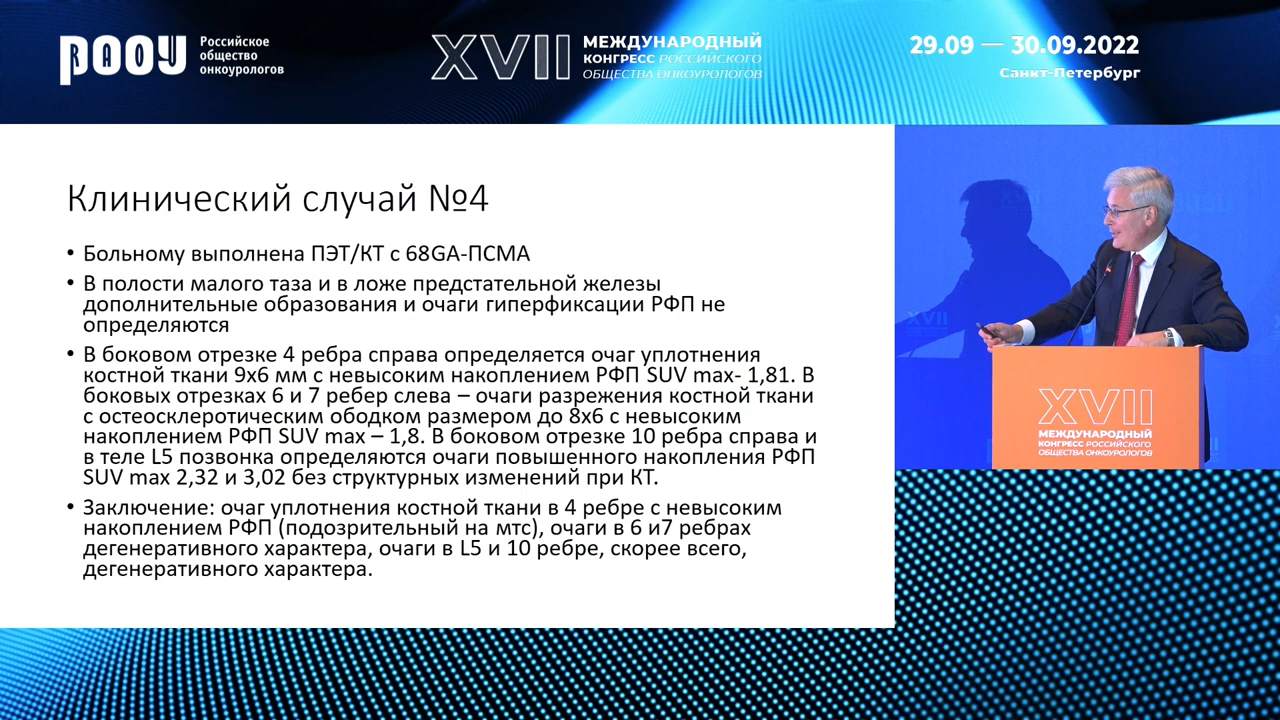 РАОУ
Российское
общество
онкоурологов
XVII
МЕЖДУНАРОДНЫЙ
КОНГРЕСС РОССИЙСКОГО
ОБЩЕСТВА ОНКОУРОЛОГОВ
29.09 — 30.09.2022
Санкт-Петербург
Клинический случай №4
• Больному выполнена ПЭТ/КТ с 68GA-ПСМА
• В полости малого таза и в ложе предстательной железы
дополнительные образования и очаги гиперфиксации РФП не
определяются
• В боковом отрезке 4 ребра справа определяется очаг уплотнения
костной ткани 9х6 мм с невысоким накоплением РФП SUV max- 1,81. В
боковых отрезках 6 и 7 ребер слева – очаги разрежения костной ткани
с остеосклеротическим ободком размером до 8х6 с невысоким
накоплением РФП SUV max – 1,8. В боковом отрезке 10 ребра справа и
в теле L5 позвонка определяются очаги повышенного накопления РФП
SUV max 2,32 и 3,02 без структурных изменений при КТ.
• Заключение: очаг уплотнения костной ткани в 4 ребре с невысоким
накоплением РФП (подозрительный на мтс), очаги в 6 и7 ребрах
дегенеративного характера, очаги в L5 и 10 ребре, скорее всего,
дегенеративного характера.
XVII
XVII
XVII
МЕЖДУНАРОДНЫЙ
КОНГРЕСС РОССИЙСКОГО
ОБЩЕСТВА ОНКОУРОЛОГОВ